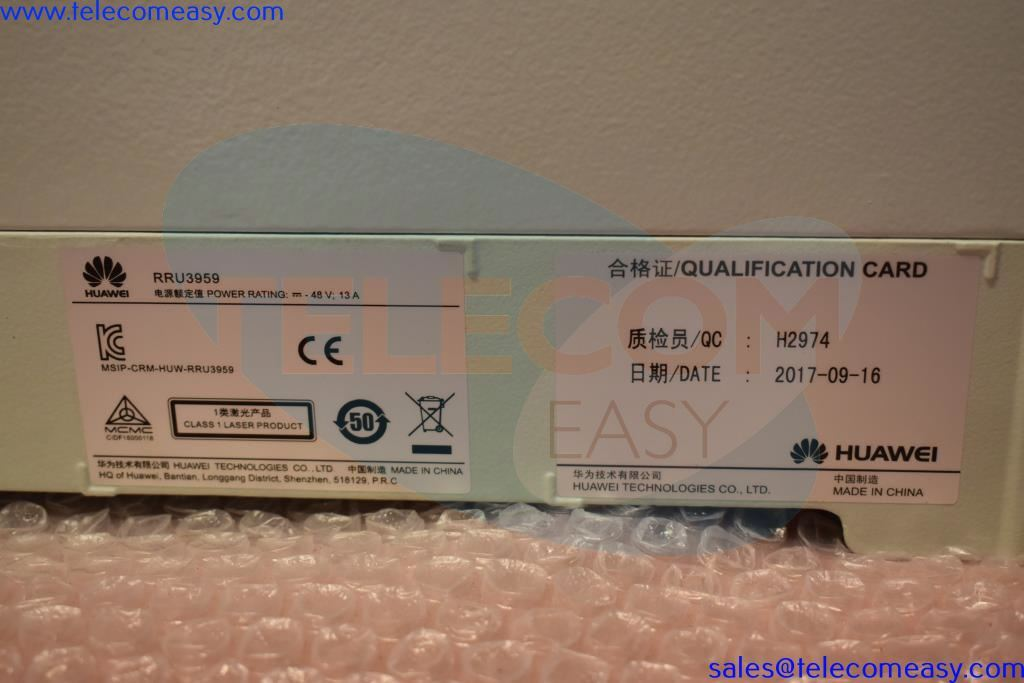 www.telecomeasy.com
HUAWEI
RRU3959
电源额定值 POWER RATING: ⎓ - 48 V; 13 A
MSIP-CRM-HUW-RRU3959
CE
MCMC
CIDF15000118
1类激光产品
CLASS 1 LASER PRODUCT
50
华为技术有限公司 HUAWEI TECHNOLOGIES CO., LTD 中国制造 MADE IN CHINA
HQ of Huawei, Bantian, Longgang District, Shenzhen, 518129, P.R.C
合格证/QUALIFICATION CARD
质检员/QC : H2974
日期/DATE : 2017-09-16
HUAWEI
华为技术有限公司 中国制造
HUAWEI TECHNOLOGIES CO., LTD. MADE IN CHINA
TELECOM
EASY
sales@telecomeasy.com